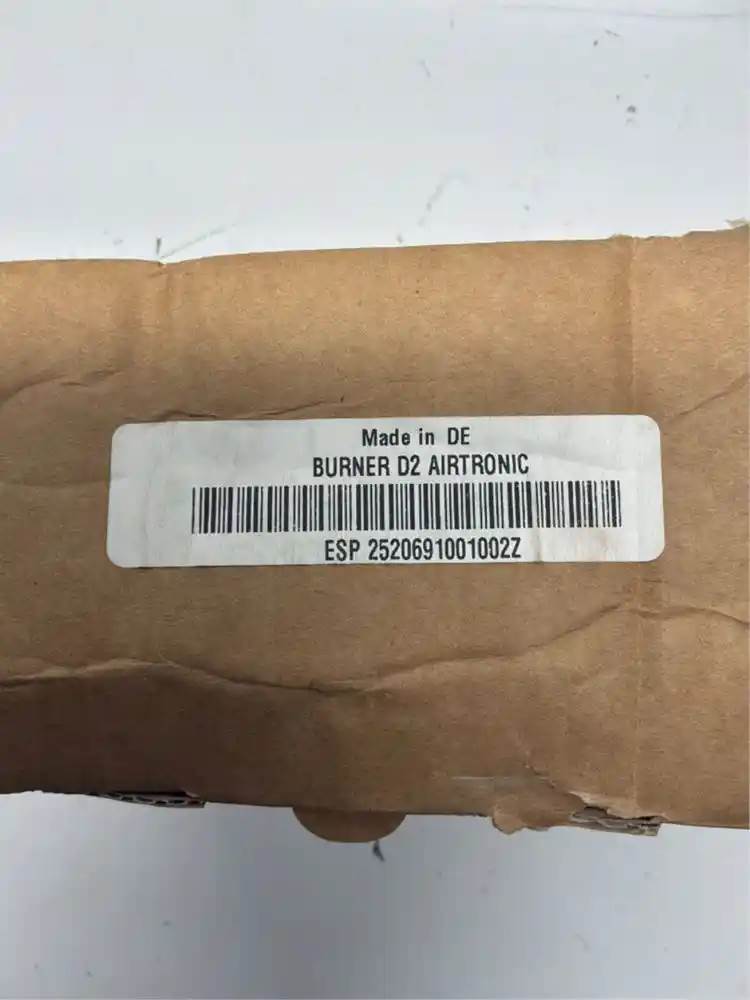 Made in DE
BURNER D2 AIRTRONIC
ESP 2520691001002Z